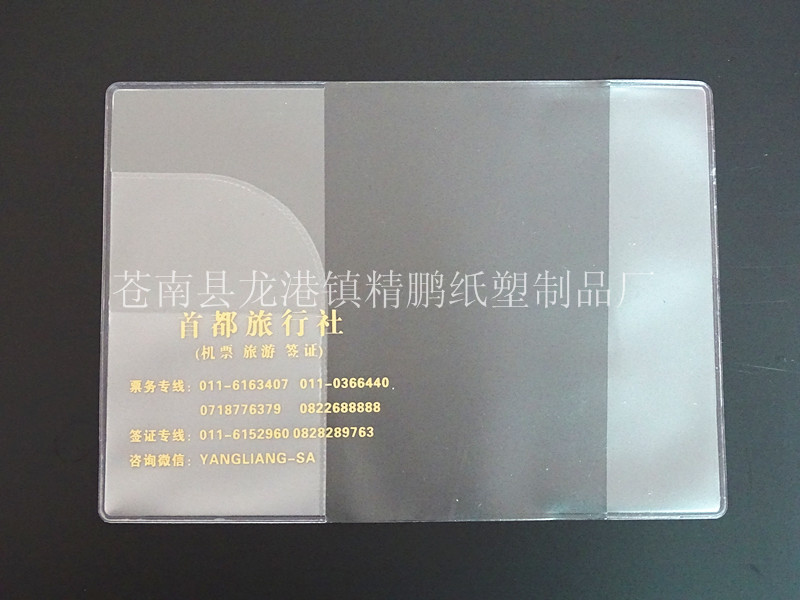 苍南县龙港镇精鹏纸塑制品厂
首都旅行社
(机票 旅游 签证)
票务专线：011-6163407 011-0366440
0718776379 0822688888
签证专线：011-6152960 0828289763
咨询微信：YANGLIANG-SA